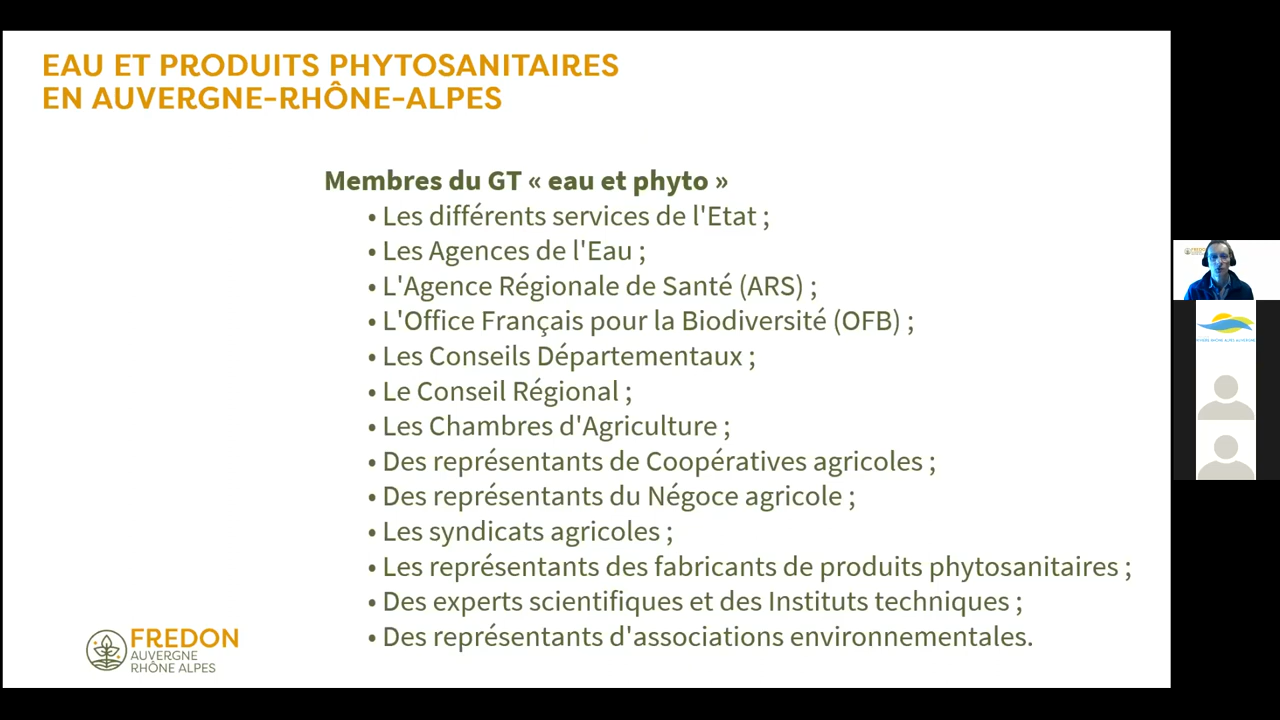 EAU ET PRODUITS PHYTOSANITAIRES
EN AUVERGNE-RHÔNE-ALPES
Membres du GT « eau et phyto »
• Les différents services de l'Etat ;
• Les Agences de l'Eau ;
• L'Agence Régionale de Santé (ARS) ;
• L'Office Français pour la Biodiversité (OFB) ;
• Les Conseils Départementaux ;
• Le Conseil Régional ;
• Les Chambres d'Agriculture ;
• Des représentants de Coopératives agricoles ;
• Des représentants du Négoce agricole ;
• Les syndicats agricoles ;
• Les représentants des fabricants de produits phytosanitaires ;
• Des experts scientifiques et des Instituts techniques ;
• Des représentants d'associations environnementales.
FREDON
AUVERGNE
RHÔNE ALPES